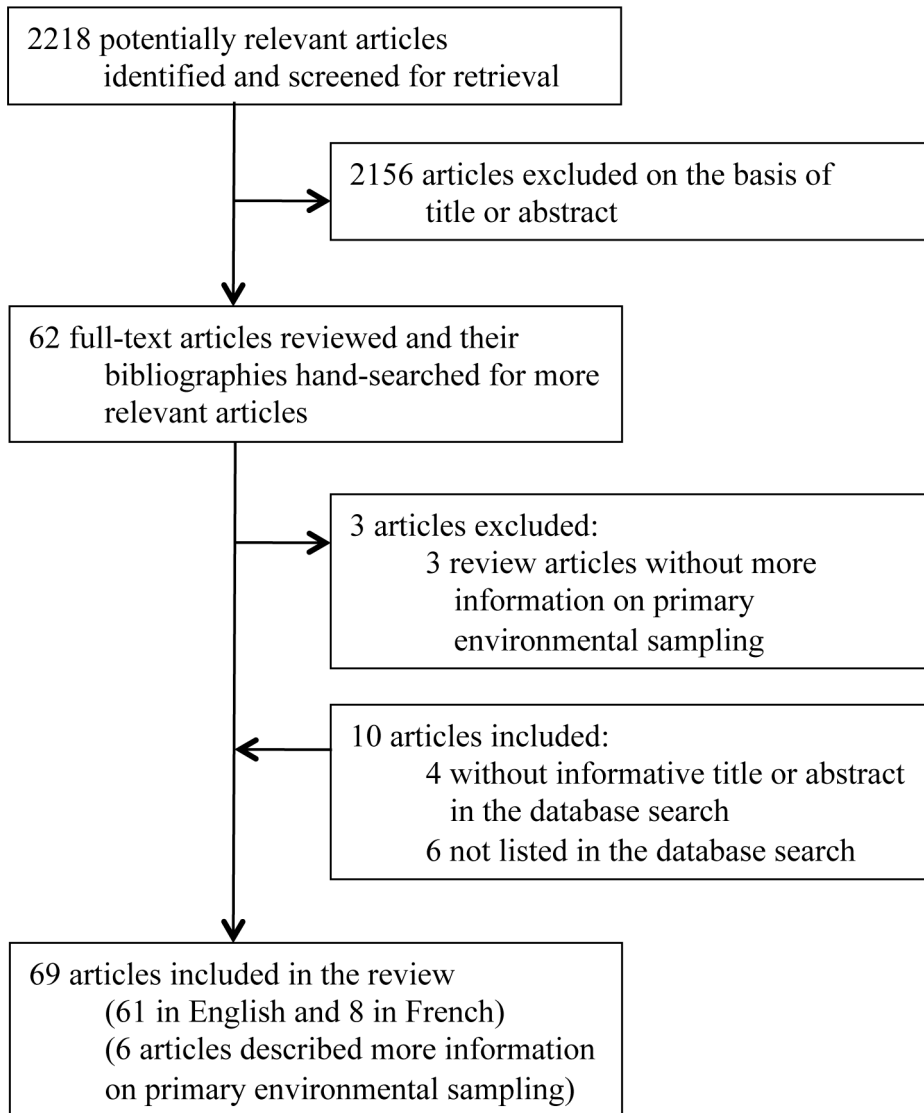 2218 potentially relevant articles
identified and screened for retrieval
2156 articles excluded on the basis of
title or abstract
62 full-text articles reviewed and their
bibliographies hand-searched for more
relevant articles
3 articles excluded:
3 review articles without more
information on primary
environmental sampling
10 articles included:
4 without informative title or abstract
in the database search
6 not listed in the database search
69 articles included in the review
(61 in English and 8 in French)
(6 articles described more information
on primary environmental sampling)